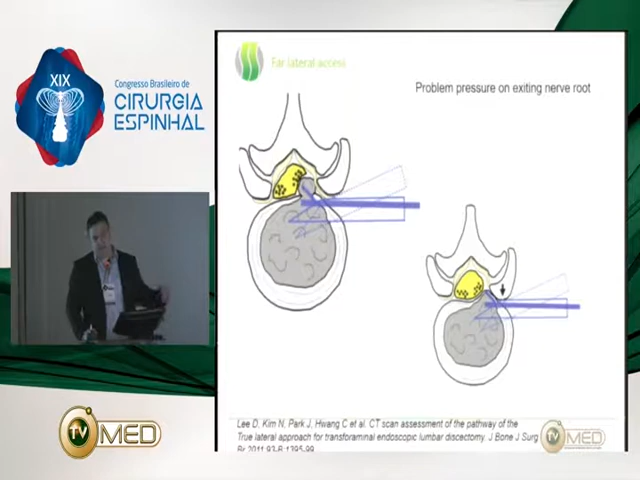 XIX
Congresso Brasileiro de
CIRURGIA
ESPINHAL
Far lateral access
Problem pressure on exiting nerve root
Lee D, Kim N, Park J, Hwang C et al. CT scan assessment of the pathway of the
True lateral approach for transforaminal endoscopic lumbar discectomy. J Bone J Surg
Br 2011 93-B 1395-99
TV MED
TV MED